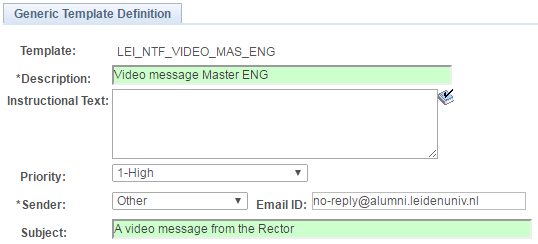 Generic Template Definition
Template: LEI_NTF_VIDEO_MAS_ENG
*Description: Video message Master ENG
Instructional Text:
Priority: 1-High
*Sender: Other Email ID: no-reply@alumni.leidenuniv.nl
Subject: A video message from the Rector